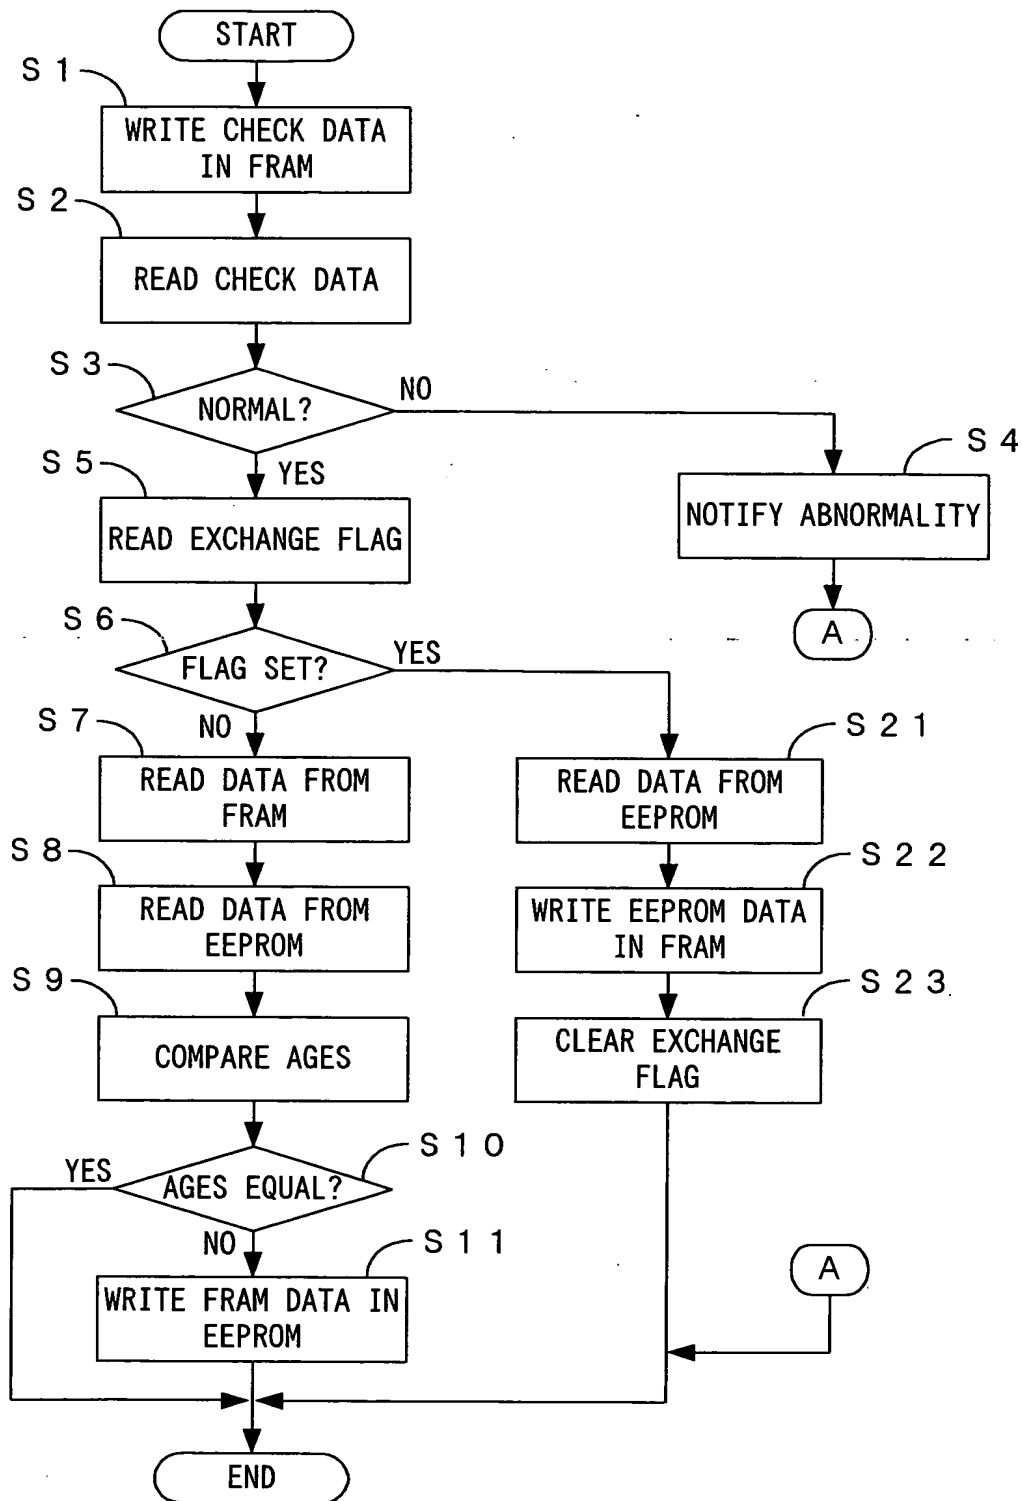 START
S 1
WRITE CHECK DATA
IN FRAM
S 2
READ CHECK DATA
S 3
NORMAL?
NO
YES
S 4
NOTIFY ABNORMALITY
A
S 5
READ EXCHANGE FLAG
S 6
FLAG SET?
YES
NO
S 7
READ DATA FROM
FRAM
S 8
READ DATA FROM
EEPROM
S 9
COMPARE AGES
S 1 0
AGES EQUAL?
YES
NO
S 1 1
WRITE FRAM DATA IN
EEPROM
S 2 1
READ DATA FROM
EEPROM
S 2 2
WRITE EEPROM DATA
IN FRAM
S 2 3
CLEAR EXCHANGE
FLAG
A
END